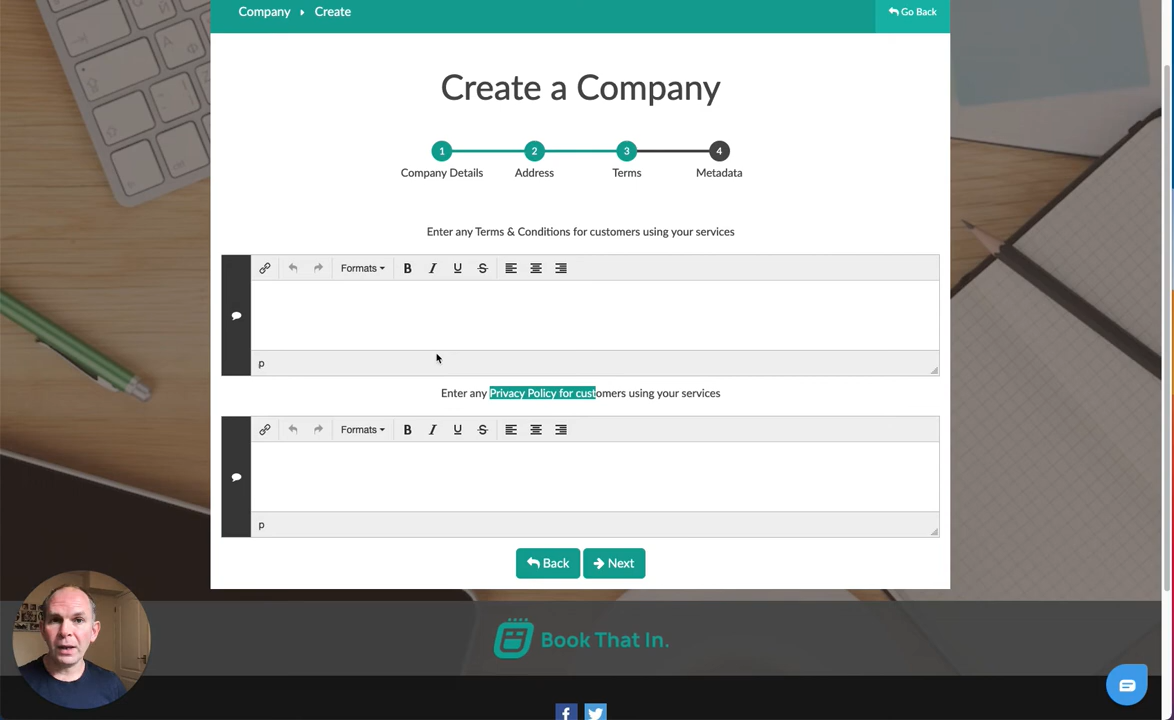 Company Create Go Back
Create a Company
1 2 3 4
Company Details Address Terms Metadata
Enter any Terms & Conditions for customers using your services
Formats B I U S
p
Enter any Privacy Policy for customers using your services
Formats B I U S
p
Back Next
Book That In.